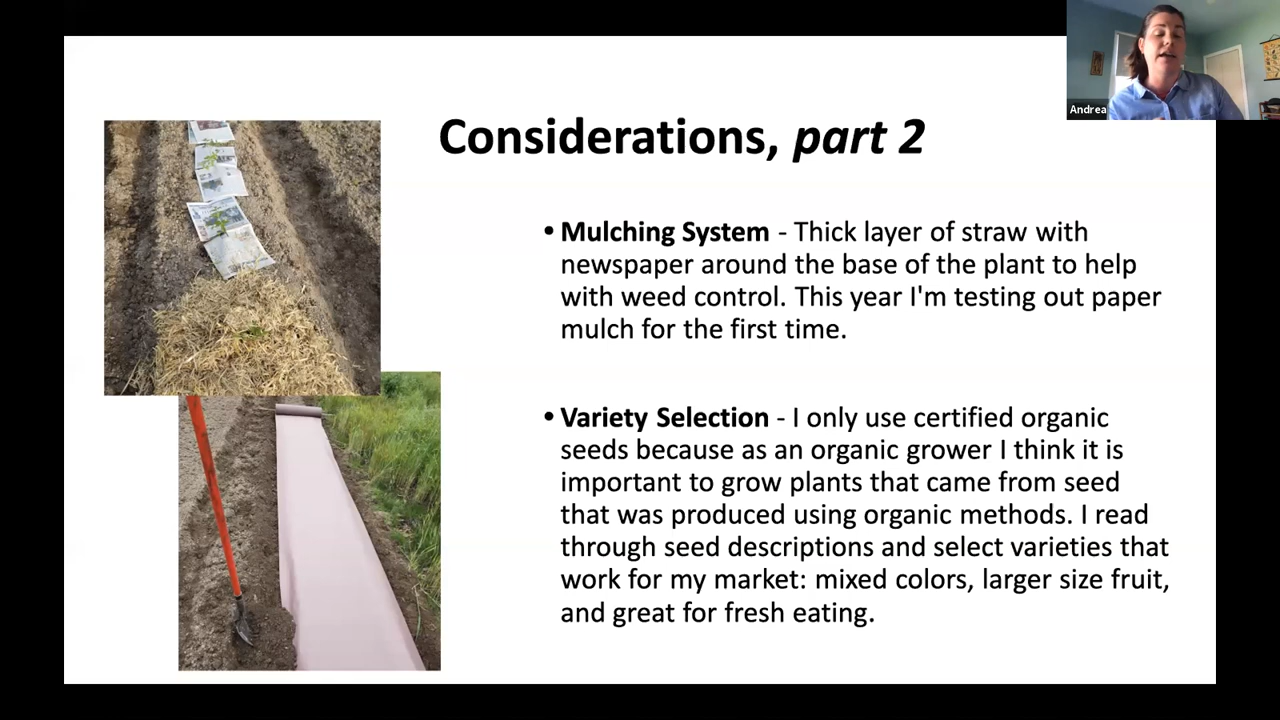 Andrea
Considerations, part 2
• Mulching System - Thick layer of straw with
newspaper around the base of the plant to help
with weed control. This year I'm testing out paper
mulch for the first time.
• Variety Selection - I only use certified organic
seeds because as an organic grower I think it is
important to grow plants that came from seed
that was produced using organic methods. I read
through seed descriptions and select varieties that
work for my market: mixed colors, larger size fruit,
and great for fresh eating.